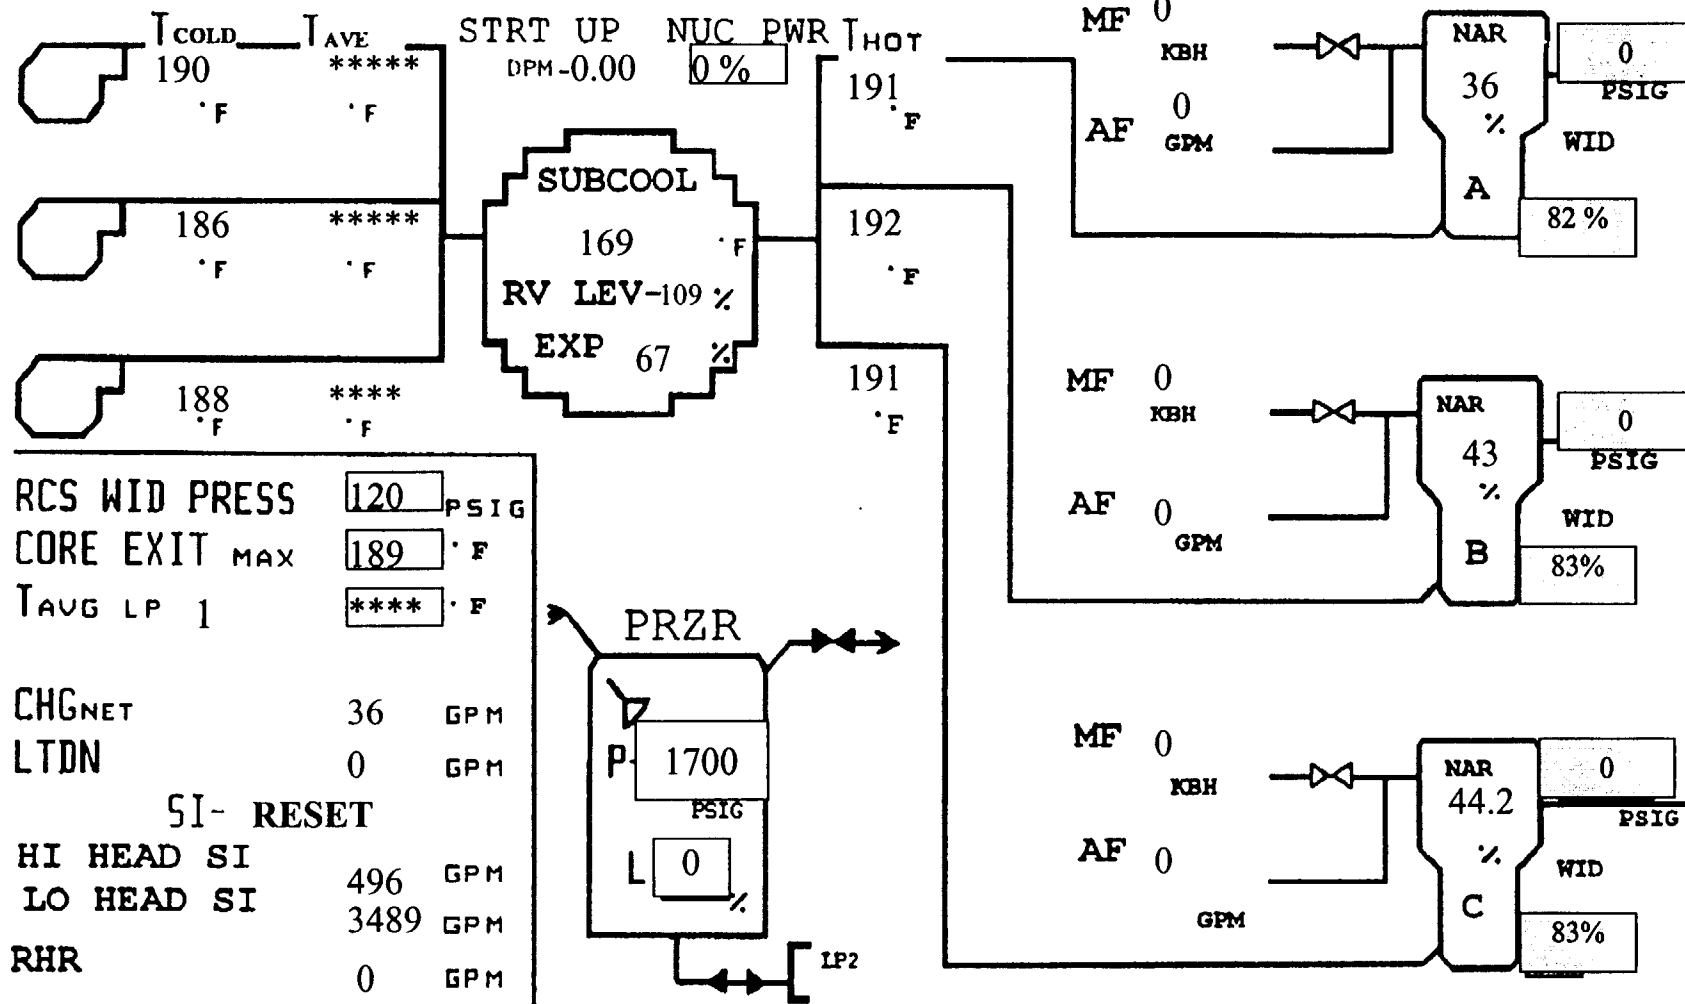 TCOLD TAVE STRT UP NUC PWR THOT
190 ***** DPM -0.00 0 % 191
°F °F °F
186 ***** 192
°F °F °F
188 **** 191
°F °F °F
SUBCOOL
169 °F
RV LEV-109 %
EXP 67 %
RCS WID PRESS 120 PSIG
CORE EXIT MAX 189 °F
TAVG LP 1 **** °F
CHGNET 36 GPM
LTDN 0 GPM
SI- RESET
HI HEAD SI 496 GPM
LO HEAD SI 3489 GPM
RHR 0 GPM
PRZR
P 1700
PSIG
L 0 %
LP2
MF 0 KBH
AF 0 GPM
NAR
36
%
A
0
PSIG
WID
82 %
MF 0 KBH
AF 0 GPM
NAR
43
%
B
0
PSIG
WID
83%
MF 0 KBH
AF 0 GPM
NAR
44.2
%
C
0
PSIG
WID
83%